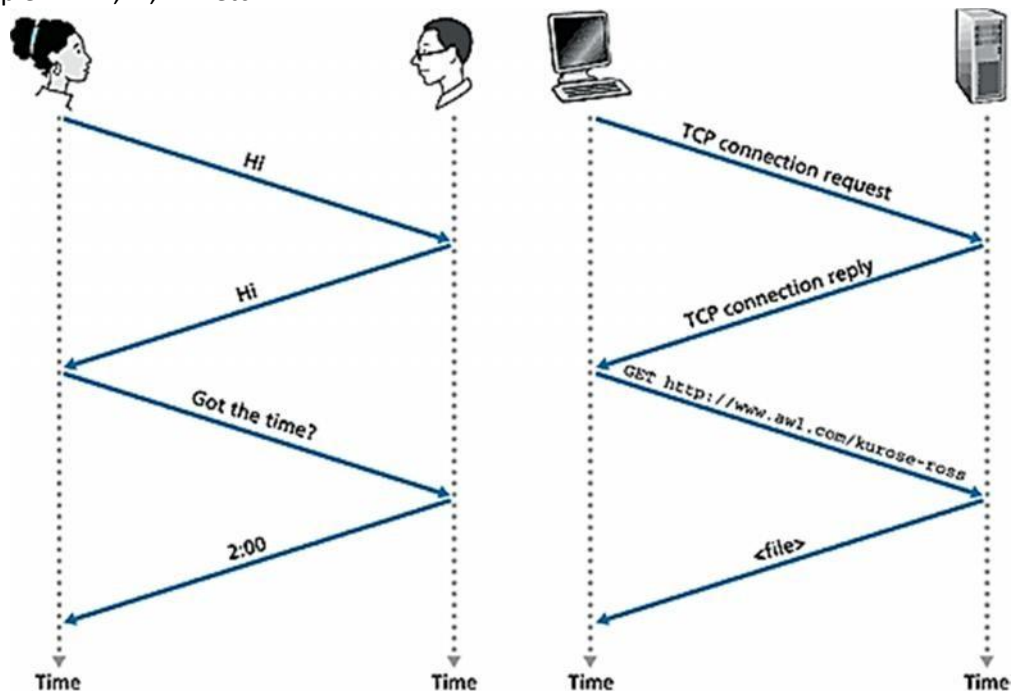 Hi
Hi
Got the time?
2:00
Time
Time
TCP connection request
TCP connection reply
GET http://www.awl.com/kurose-ross
<file>
Time
Time